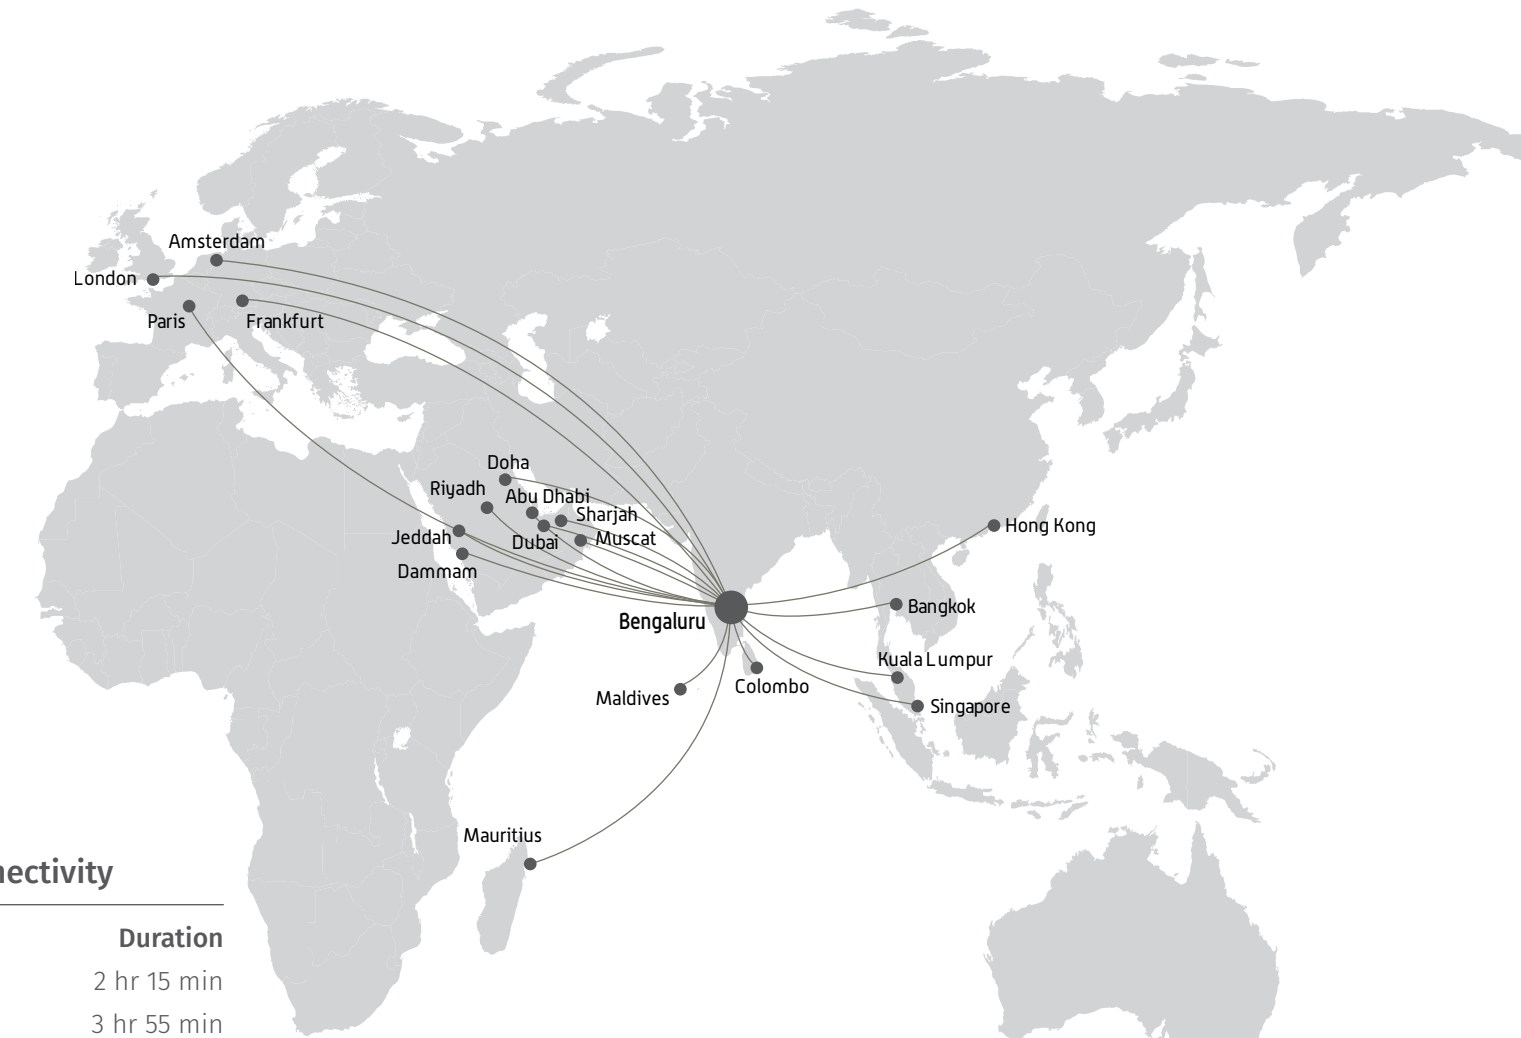 Amsterdam
London
Paris
Frankfurt
Doha
Riyadh
Abu Dhabi
Sharjah
Jeddah
Dubai
Muscat
Dammam
Hong Kong
Bengaluru
Bangkok
Kuala Lumpur
Maldives
Colombo
Singapore
Mauritius
nectivity
Duration
2 hr 15 min
3 hr 55 min